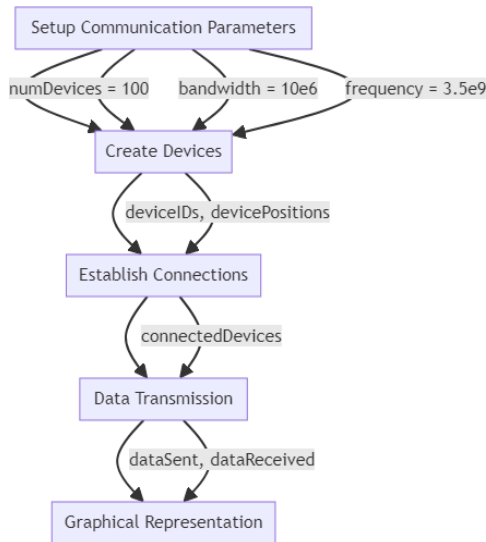 Setup Communication Parameters
numDevices = 100
bandwidth = 10e6
frequency = 3.5e9
Create Devices
deviceIDs, devicePositions
Establish Connections
connectedDevices
Data Transmission
dataSent, dataReceived
Graphical Representation